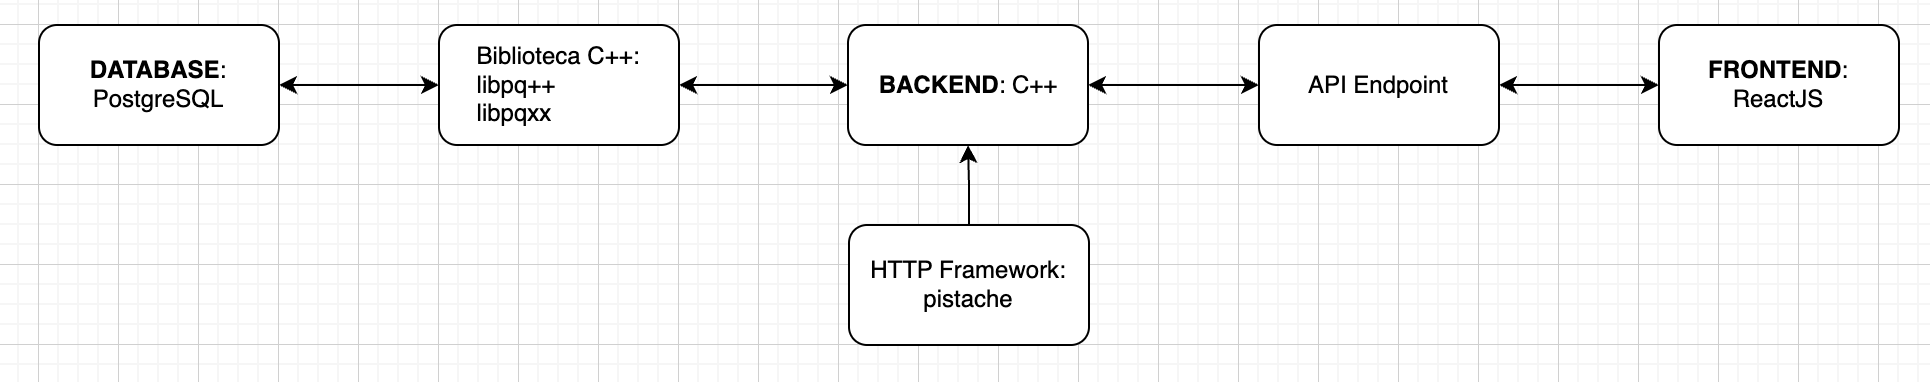 DATABASE:
PostgreSQL
Biblioteca C++:
libpq++
libpqxx
BACKEND: C++
API Endpoint
FRONTEND:
ReactJS
HTTP Framework:
pistache